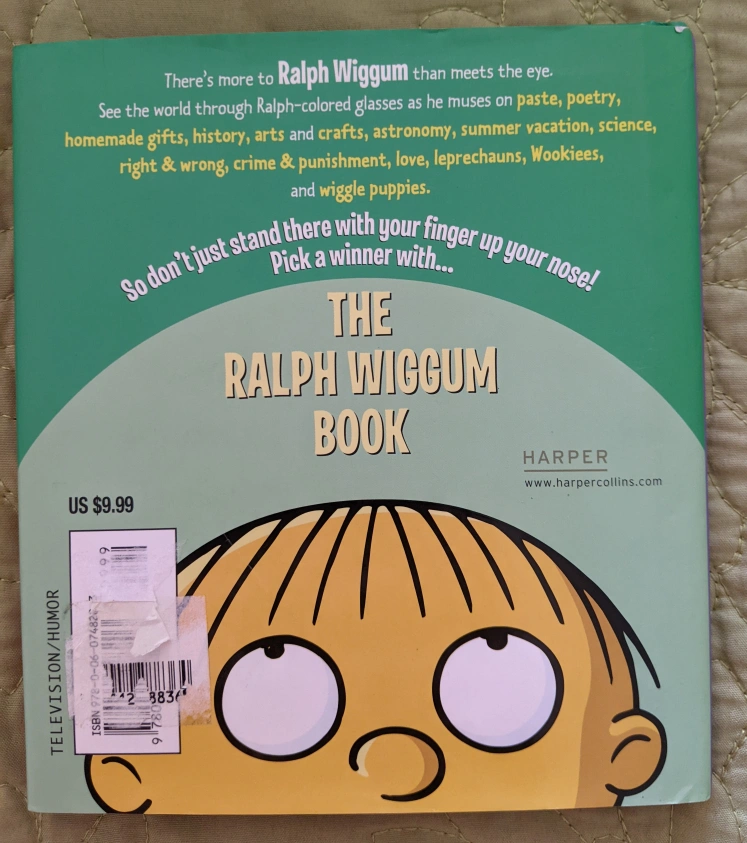 There's more to Ralph Wiggum than meets the eye.
See the world through Ralph-colored glasses as he muses on paste, poetry,
homemade gifts, history, arts and crafts, astronomy, summer vacation, science,
right & wrong, crime & punishment, love, leprechauns, Wookiees,
and wiggle puppies.
So don't just stand there with your finger up your nose!
Pick a winner with...
THE
RALPH WIGGUM
BOOK
HARPER
www.harpercollins.com
US $9.99
TELEVISION/HUMOR
ISBN